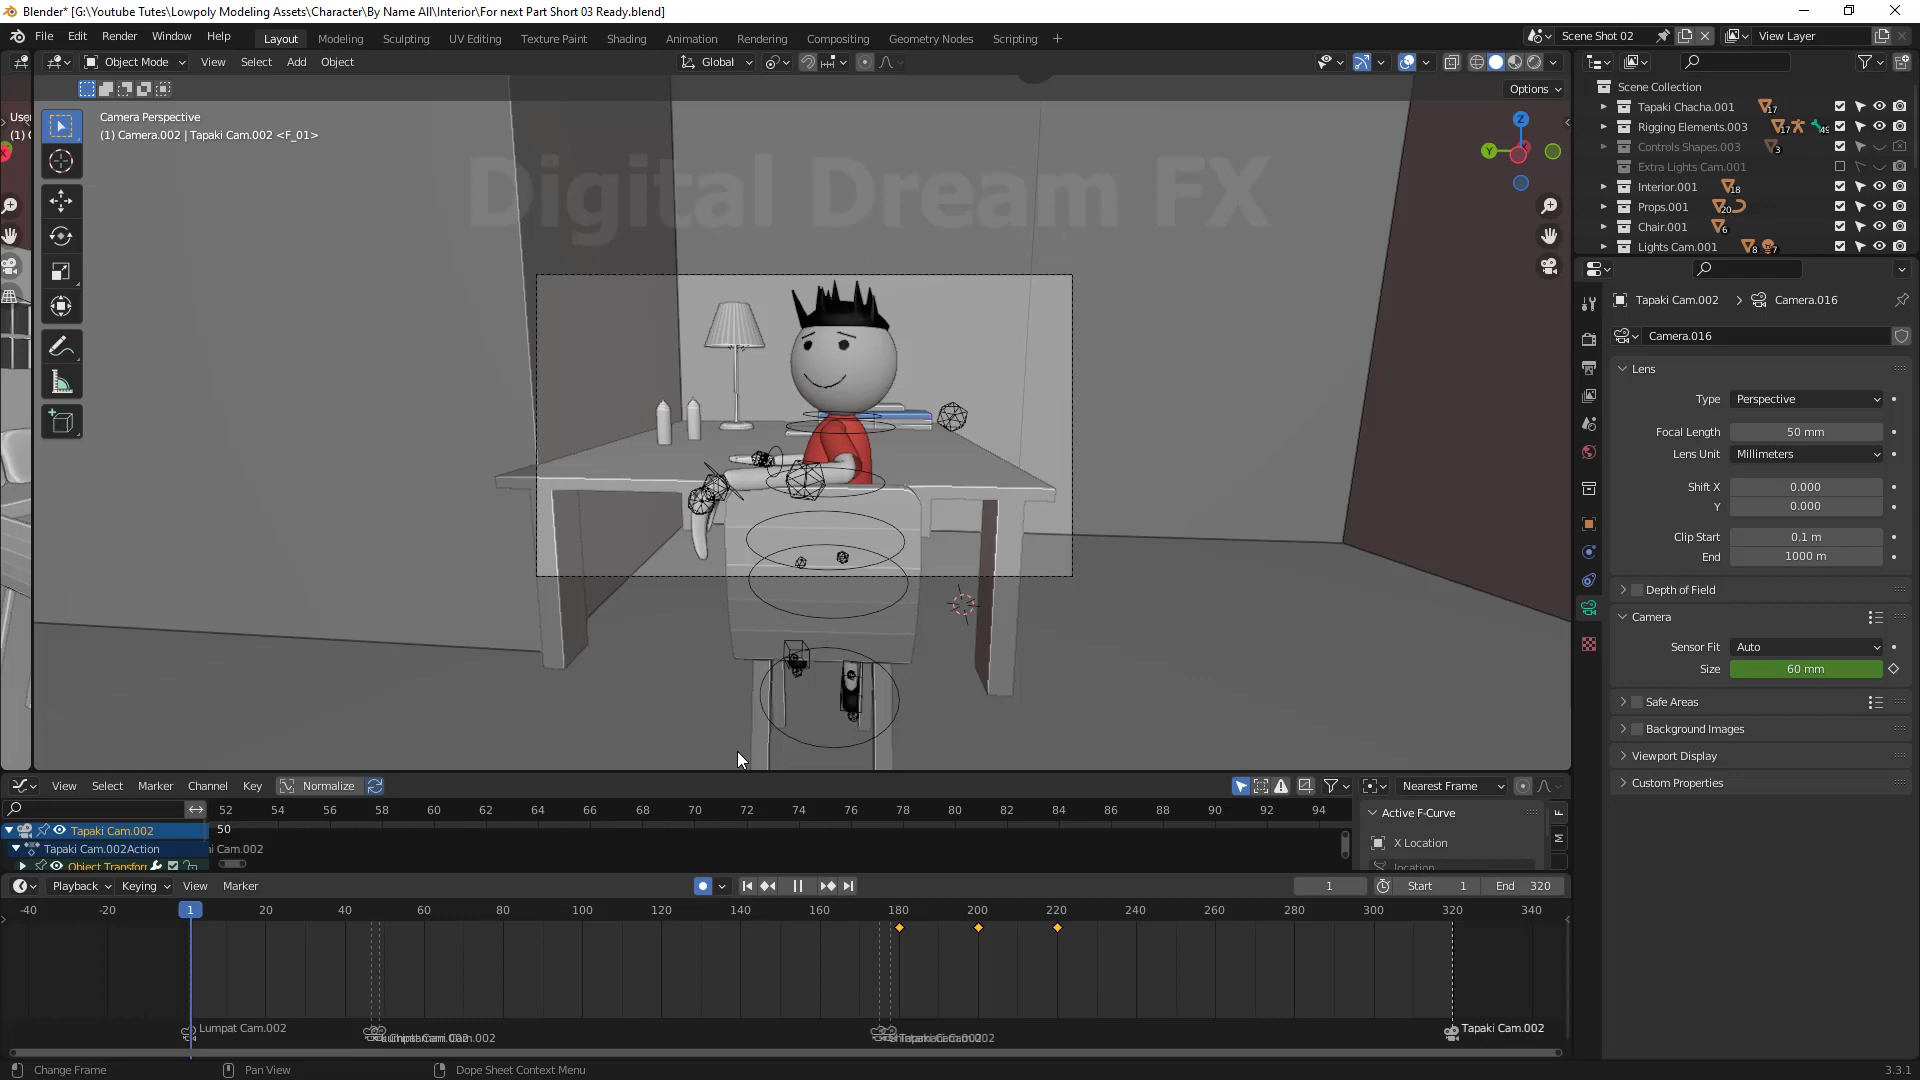 Blender* [G:\Youtube Tutes\Lowpoly Modeling Assets\Character\By Name All\Interior\For next Part Short 03 Ready.blend]
File Edit Render Window Help Layout Modeling Sculpting UV Editing Texture Paint Shading Animation Rendering Compositing Geometry Nodes Scripting Scene Shot 02 View Layer
Object Mode View Select Add Object Global
Options
Camera Perspective
(1) Camera.002 | Tapaki Cam.002 <F_01>
Digital Dream FX
Z
Y
Scene Collection
Tapaki Chacha.001 17
Rigging Elements.003 17 49
Controls Shapes.003 3
Extra Lights Cam.001
Interior.001 18
Props.001 20
Chair.001 6
Lights Cam.001 8 7
Tapaki Cam.002 > Camera.016
Camera.016
Lens
Type Perspective
Focal Length 50 mm
Lens Unit Millimeters
Shift X 0.000
Y 0.000
Clip Start 0.1 m
End 1000 m
Depth of Field
Camera
Sensor Fit Auto
Size 60 mm
Safe Areas
Background Images
Viewport Display
Custom Properties
View Select Marker Channel Key Normalize Nearest Frame
52 54 56 58 60 62 64 66 68 70 72 74 76 78 80 82 84 86 88 90 92 94
Tapaki Cam.002 50
Tapaki Cam.002Action
Object Transfor
Active F-Curve
X Location
F
M
Playback Keying View Marker 1 Start 1 End 320
-40 -20 1 20 40 60 80 100 120 140 160 180 200 220 240 260 280 300 320 340
Lumpat Cam.002
Tapaki Cam.002
Change Frame Pan View Dope Sheet Context Menu 3.3.1